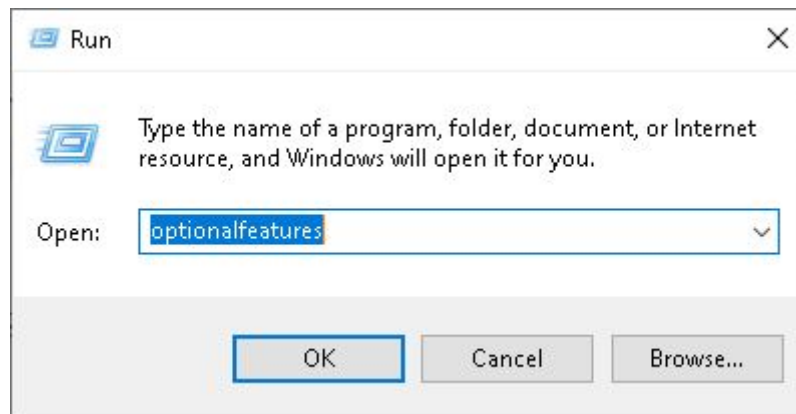 Run
Type the name of a program, folder, document, or Internet
resource, and Windows will open it for you.
Open: optionalfeatures
OK Cancel Browse...